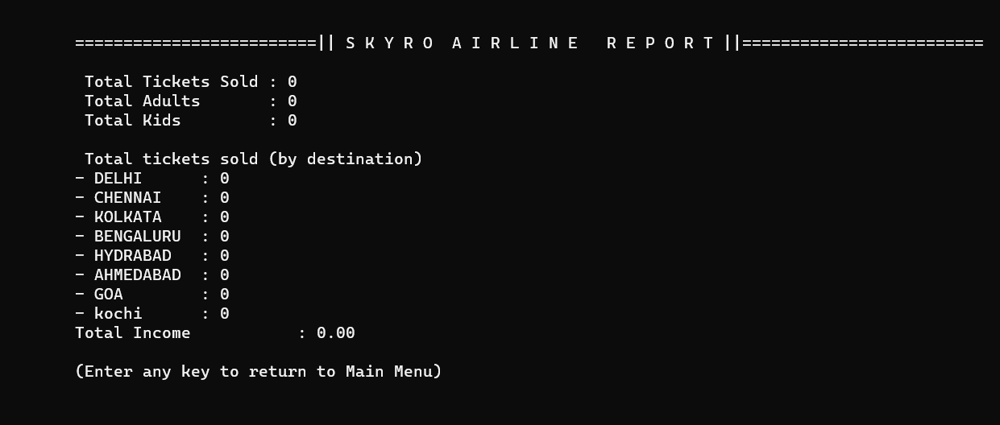 =========================|| S K Y R O  A I R L I N E   R E P O R T ||=========================
Total Tickets Sold : 0
Total Adults       : 0
Total Kids         : 0
Total tickets sold (by destination)
- DELHI      : 0
- CHENNAI    : 0
- KOLKATA    : 0
- BENGALURU  : 0
- HYDRABAD   : 0
- AHMEDABAD  : 0
- GOA        : 0
- kochi      : 0
Total Income           : 0.00
(Enter any key to return to Main Menu)